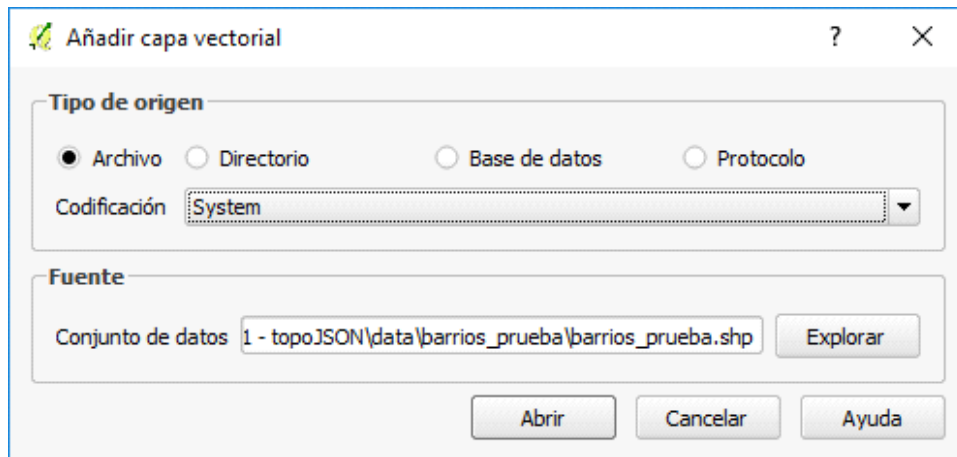 Añadir capa vectorial ?
Tipo de origen
Archivo Directorio Base de datos Protocolo
Codificación System
Fuente
Conjunto de datos 1 - topoJSON\data\barrios_prueba\barrios_prueba.shp Explorar
Abrir Cancelar Ayuda